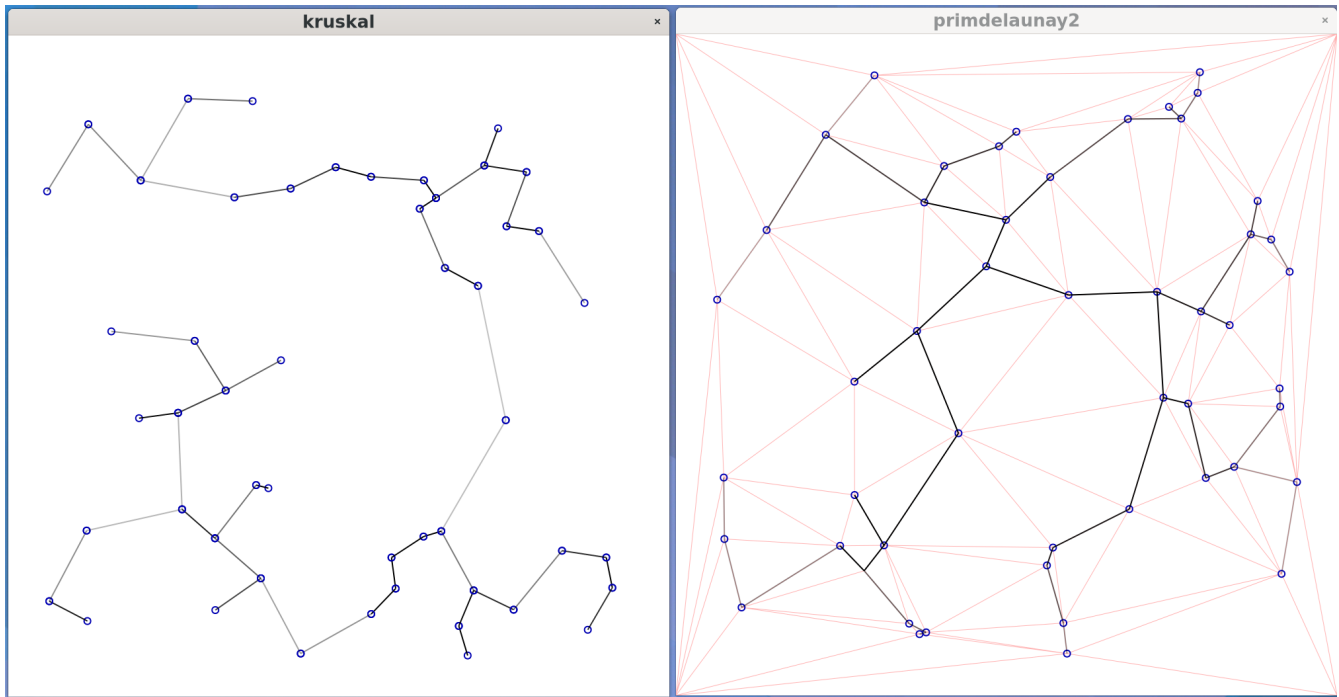 kruskal
×
primdelaunay2
×